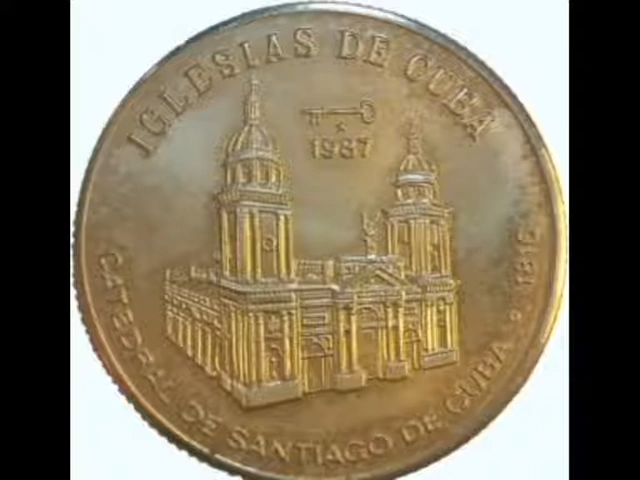 IGLESIAS DE CUBA
1987
CATEDRAL DE SANTIAGO DE CUBA • 1815